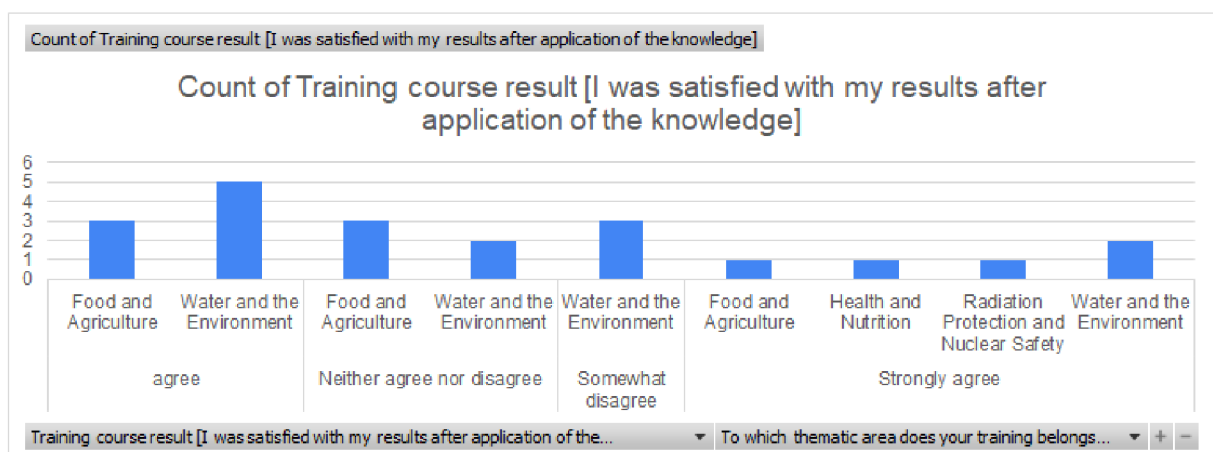 Count of Training course result [I was satisfied with my results after application of the knowledge]
Count of Training course result [I was satisfied with my results after
application of the knowledge]
6
5
4
3
2
1
0
Food and Agriculture
Water and the Environment
Food and Agriculture
Water and the Environment
Water and the Environment
Food and Agriculture
Health and Nutrition
Radiation Protection and Nuclear Safety
Water and the Environment
agree
Neither agree nor disagree
Somewhat disagree
Strongly agree
Training course result [I was satisfied with my results after application of the...
To which thematic area does your training belongs...
+ −